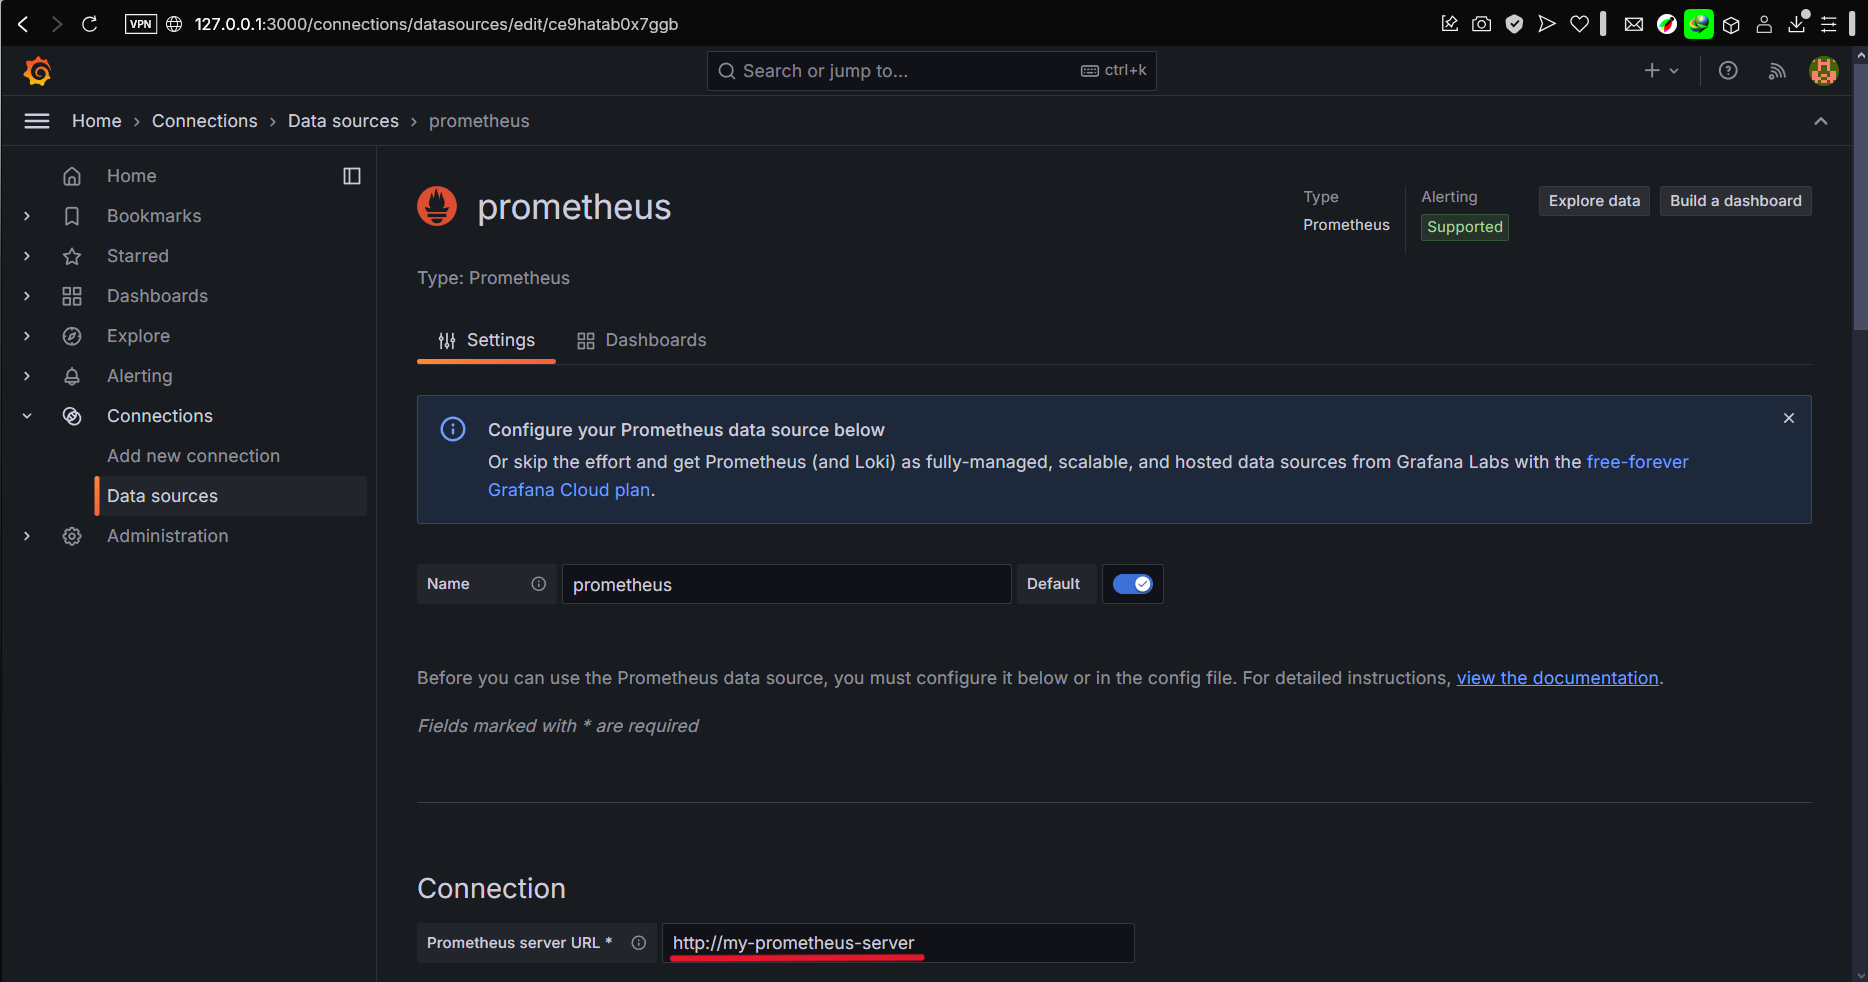 VPN
127.0.0.1:3000/connections/datasources/edit/ce9hatab0x7ggb
Search or jump to...
ctrl+k
Home
Connections
Data sources
prometheus
Home
Bookmarks
Starred
Dashboards
Explore
Alerting
Connections
Add new connection
Data sources
Administration
prometheus
Type
Prometheus
Alerting
Supported
Explore data
Build a dashboard
Type: Prometheus
Settings
Dashboards
Configure your Prometheus data source below
Or skip the effort and get Prometheus (and Loki) as fully-managed, scalable, and hosted data sources from Grafana Labs with the free-forever
Grafana Cloud plan.
Name
prometheus
Default
Before you can use the Prometheus data source, you must configure it below or in the config file. For detailed instructions, view the documentation.
Fields marked with * are required
Connection
Prometheus server URL *
http://my-prometheus-server